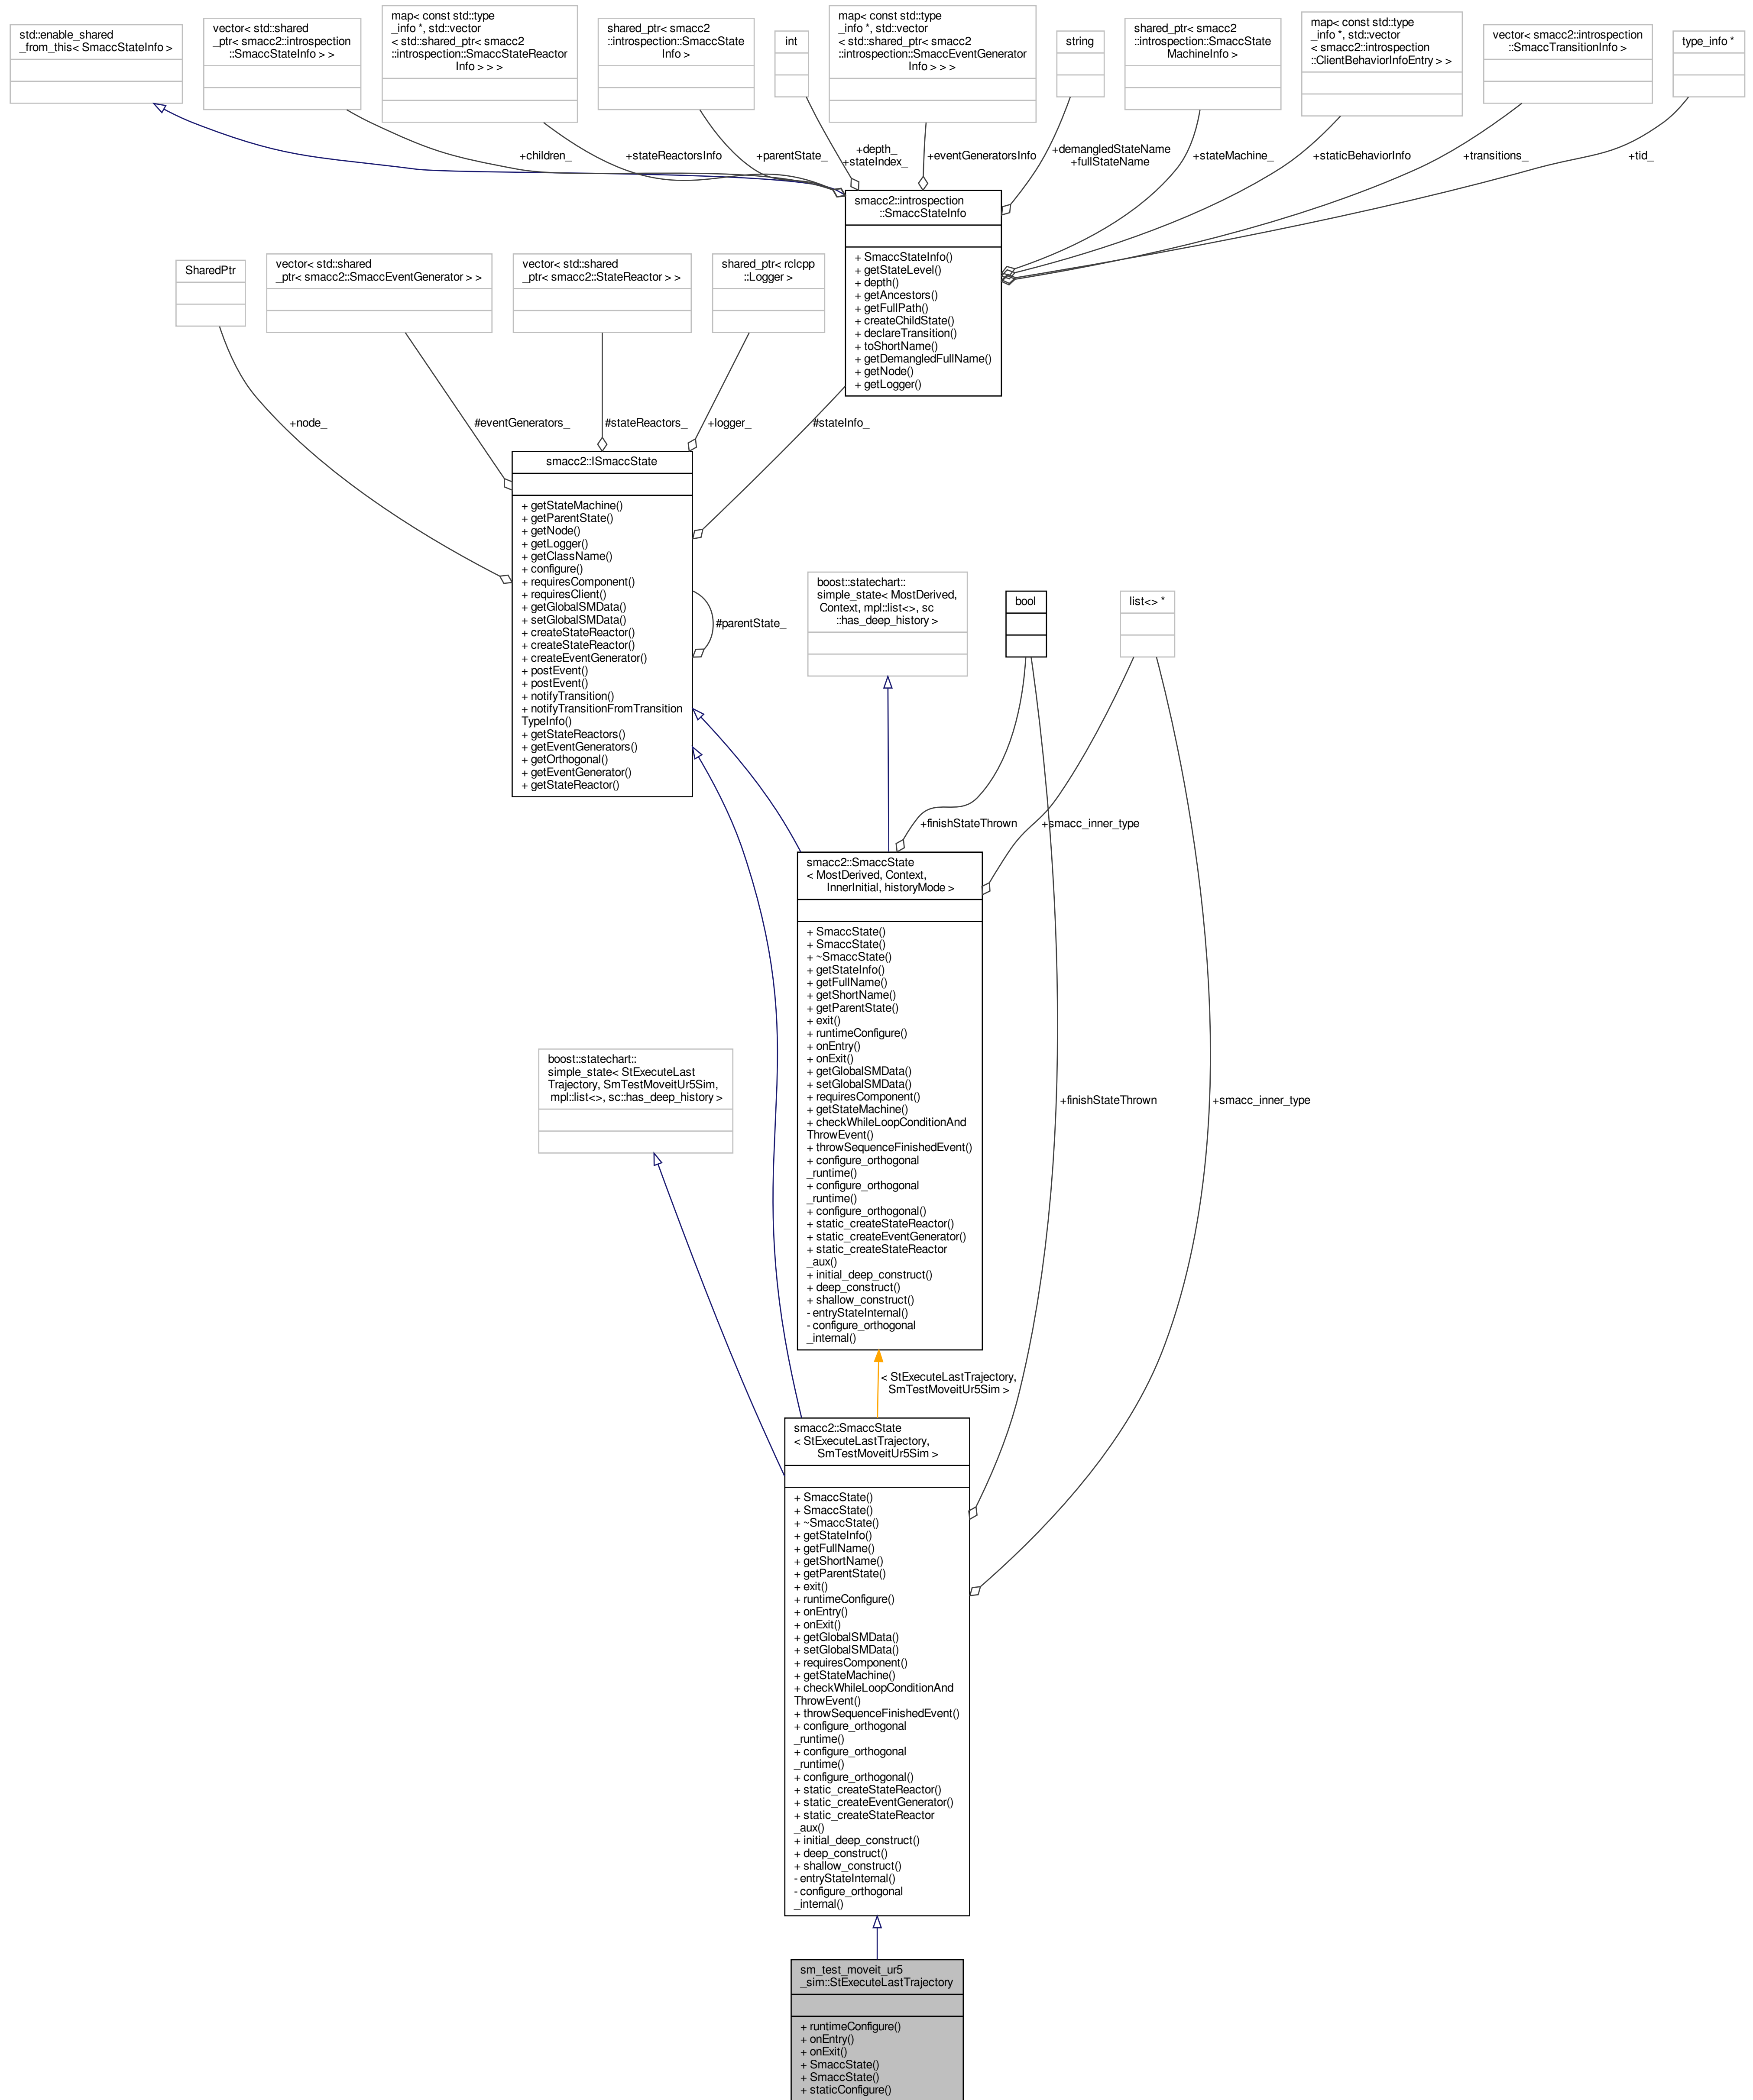 std::enable_shared
_from_this< SmaccStateInfo >
vector< std::shared
_ptr< smacc2::introspection
::SmaccStateInfo > >
map< const std::type
_info *, std::vector
< std::shared_ptr< smacc2
::introspection::SmaccStateReactor
Info > > >
shared_ptr< smacc2
::introspection::SmaccState
Info >
int
map< const std::type
_info *, std::vector
< std::shared_ptr< smacc2
::introspection::SmaccEventGenerator
Info > > >
string
shared_ptr< smacc2
::introspection::SmaccState
MachineInfo >
map< const std::type
_info *, std::vector
< smacc2::introspection
::ClientBehaviorInfoEntry > >
vector< smacc2::introspection
::SmaccTransitionInfo >
type_info *
+children_
+stateReactorsInfo
+parentState_
+depth_
+stateIndex_
+eventGeneratorsInfo
+demangledStateName
+fullStateName
+stateMachine_
+staticBehaviorInfo
+transitions_
+tid_
smacc2::introspection
::SmaccStateInfo
+ SmaccStateInfo()
+ getStateLevel()
+ depth()
+ getAncestors()
+ getFullPath()
+ createChildState()
+ declareTransition()
+ toShortName()
+ getDemangledFullName()
+ getNode()
+ getLogger()
SharedPtr
vector< std::shared
_ptr< smacc2::SmaccEventGenerator > >
vector< std::shared
_ptr< smacc2::StateReactor > >
shared_ptr< rclcpp
::Logger >
+node_
#eventGenerators_
#stateReactors_
+logger_
#stateInfo_
smacc2::ISmaccState
+ getStateMachine()
+ getParentState()
+ getNode()
+ getLogger()
+ getClassName()
+ configure()
+ requiresComponent()
+ requiresClient()
+ getGlobalSMData()
+ setGlobalSMData()
+ createStateReactor()
+ createStateReactor()
+ createEventGenerator()
+ postEvent()
+ postEvent()
+ notifyTransition()
+ notifyTransitionFromTransition
TypeInfo()
+ getStateReactors()
+ getEventGenerators()
+ getOrthogonal()
+ getEventGenerator()
+ getStateReactor()
#parentState_
boost::statechart::
simple_state< MostDerived,
Context, mpl::list<>, sc
::has_deep_history >
bool
list<> *
+finishStateThrown
+smacc_inner_type
smacc2::SmaccState
< MostDerived, Context,
InnerInitial, historyMode >
+ SmaccState()
+ SmaccState()
+ ~SmaccState()
+ getStateInfo()
+ getFullName()
+ getShortName()
+ getParentState()
+ exit()
+ runtimeConfigure()
+ onEntry()
+ onExit()
+ getGlobalSMData()
+ setGlobalSMData()
+ requiresComponent()
+ getStateMachine()
+ checkWhileLoopConditionAnd
ThrowEvent()
+ throwSequenceFinishedEvent()
+ configure_orthogonal
_runtime()
+ configure_orthogonal
_runtime()
+ configure_orthogonal()
+ static_createStateReactor()
+ static_createEventGenerator()
+ static_createStateReactor
_aux()
+ initial_deep_construct()
+ deep_construct()
+ shallow_construct()
- entryStateInternal()
- configure_orthogonal
_internal()
boost::statechart::
simple_state< StExecuteLast
Trajectory, SmTestMoveitUr5Sim,
mpl::list<>, sc::has_deep_history >
+finishStateThrown
+smacc_inner_type
< StExecuteLastTrajectory,
SmTestMoveitUr5Sim >
smacc2::SmaccState
< StExecuteLastTrajectory,
SmTestMoveitUr5Sim >
+ SmaccState()
+ SmaccState()
+ ~SmaccState()
+ getStateInfo()
+ getFullName()
+ getShortName()
+ getParentState()
+ exit()
+ runtimeConfigure()
+ onEntry()
+ onExit()
+ getGlobalSMData()
+ setGlobalSMData()
+ requiresComponent()
+ getStateMachine()
+ checkWhileLoopConditionAnd
ThrowEvent()
+ throwSequenceFinishedEvent()
+ configure_orthogonal
_runtime()
+ configure_orthogonal
_runtime()
+ configure_orthogonal()
+ static_createStateReactor()
+ static_createEventGenerator()
+ static_createStateReactor
_aux()
+ initial_deep_construct()
+ deep_construct()
+ shallow_construct()
- entryStateInternal()
- configure_orthogonal
_internal()
sm_test_moveit_ur5
_sim::StExecuteLastTrajectory
+ runtimeConfigure()
+ onEntry()
+ onExit()
+ SmaccState()
+ SmaccState()
+ staticConfigure()